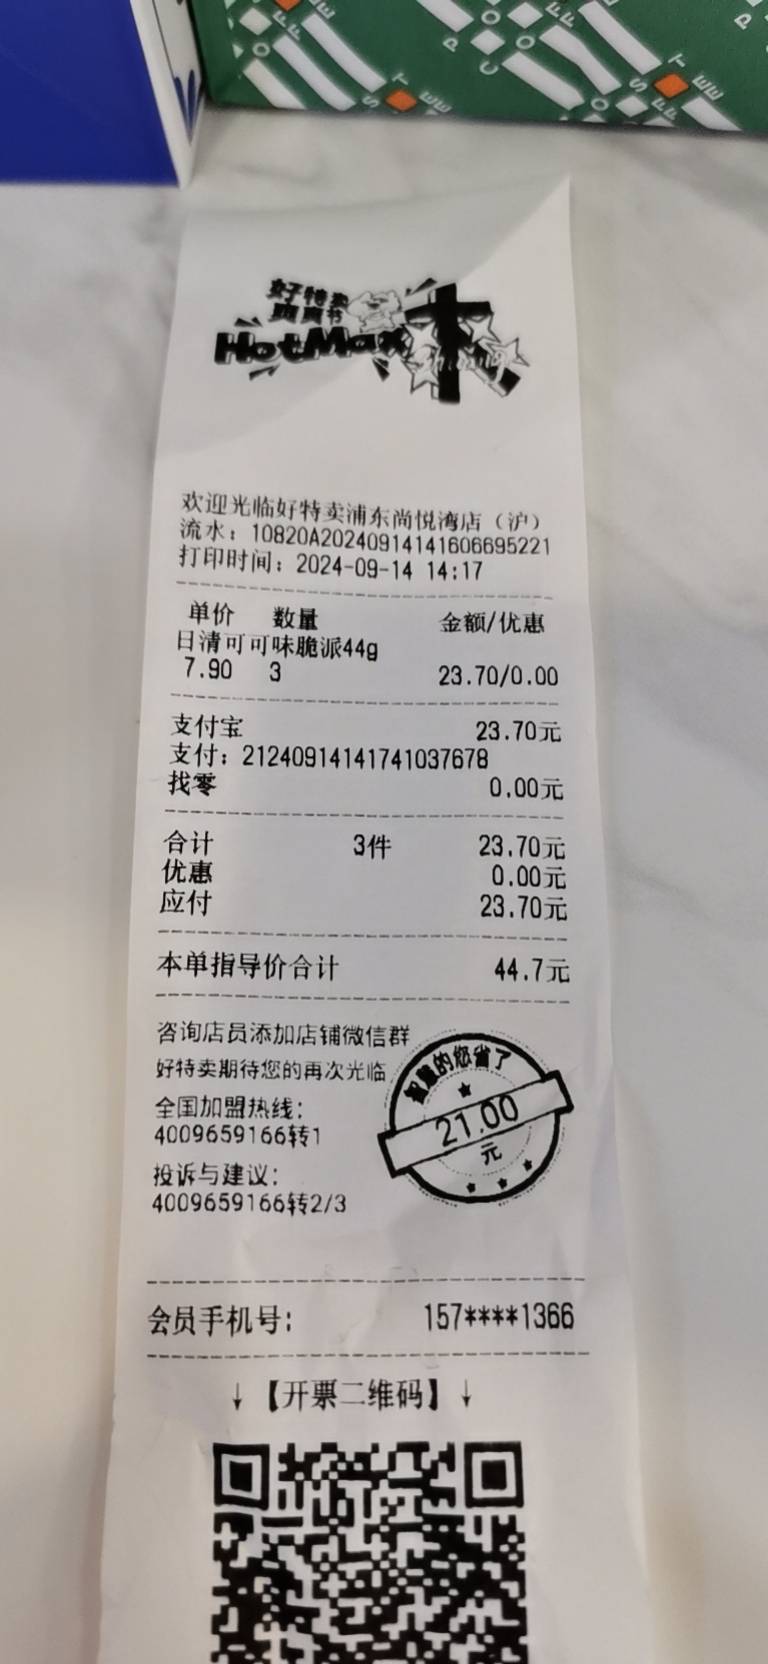 好特卖
HotMax
欢迎光临好特卖浦东尚悦湾店（沪）
流水：10820A20240914141606695221
打印时间：2024-09-14 14:17
单价 数量 金额/优惠
日清可可味脆派44g
7.90 3 23.70/0.00
支付宝 23.70元
支付：21240914141741037678
找零 0.00元
合计 3件 23.70元
优惠 0.00元
应付 23.70元
本单指导价合计 44.7元
咨询店员添加店铺微信群
好特卖期待您的再次光临
全国加盟热线：
4009659166转1
投诉与建议：
4009659166转2/3
智慧的您省了
21.00
元
会员手机号： 157****1366
↓【开票二维码】↓